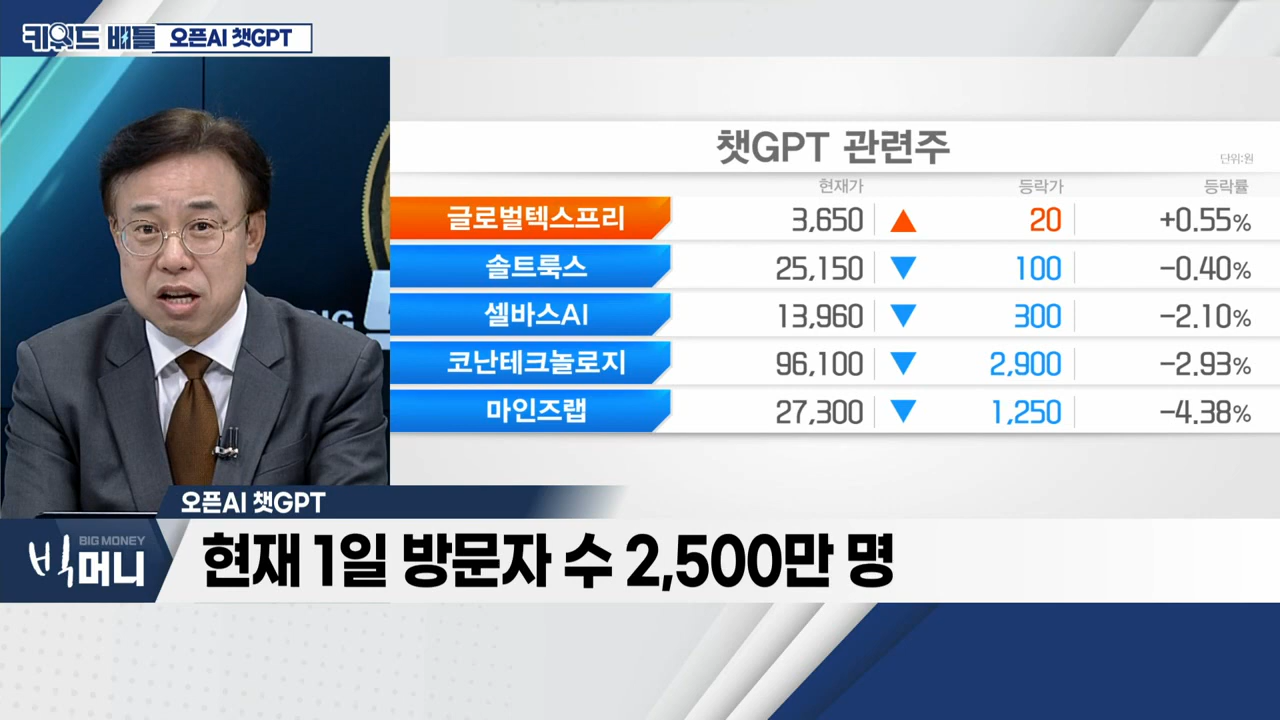 키워드 배틀 오픈AI 챗GPT
챗GPT 관련주
단위:원
현재가 등락가 등락률
글로벌텍스프리 3,650 ▲ 20 +0.55%
솔트룩스 25,150 ▼ 100 -0.40%
셀바스AI 13,960 ▼ 300 -2.10%
코난테크놀로지 96,100 ▼ 2,900 -2.93%
마인즈랩 27,300 ▼ 1,250 -4.38%
BIG
오픈AI 챗GPT
BIG MONEY
빅머니
현재 1일 방문자 수 2,500만 명